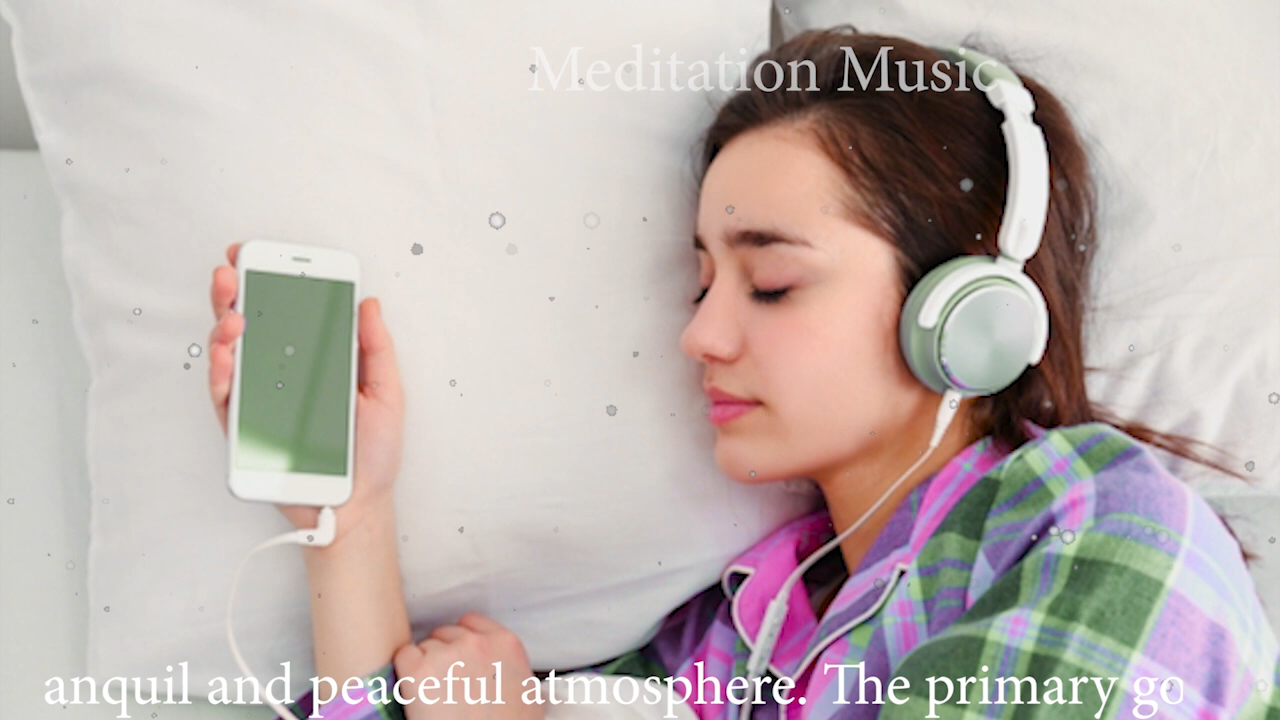 Meditation Music
anquil and peaceful atmosphere. The primary go